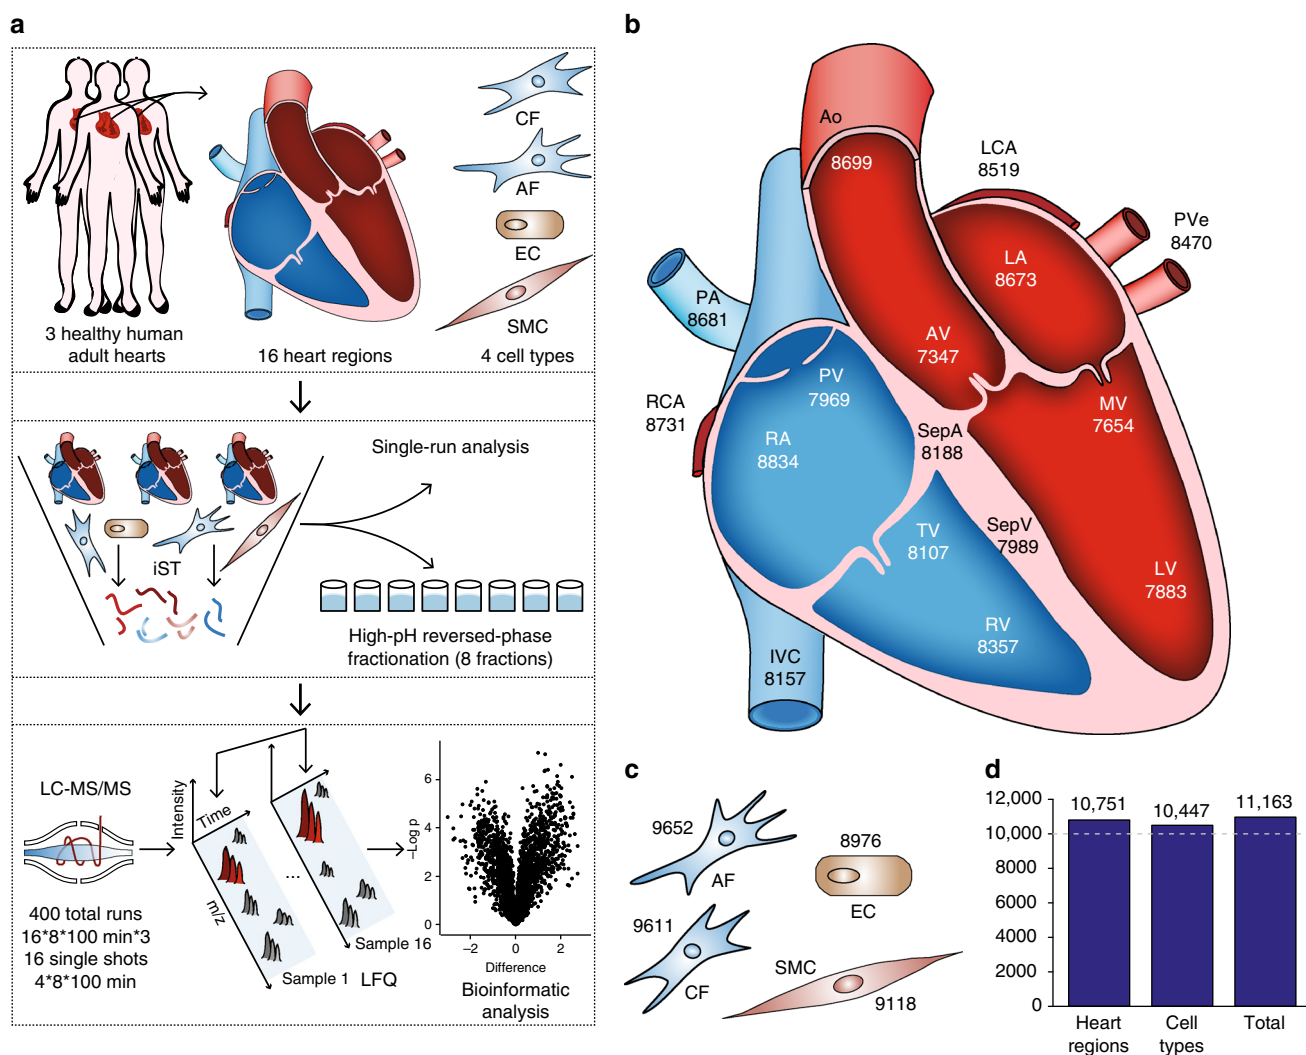 a
CF
AF
EC
SMC
3 healthy human
adult hearts
16 heart regions
4 cell types
Single-run analysis
iST
High-pH reversed-phase
fractionation (8 fractions)
LC-MS/MS
400 total runs
16*8*100 min*3
16 single shots
4*8*100 min
Intensity
Time
m/z
...
Sample 1
Sample 16
LFQ
–Log p
6
4
2
0
–2
0
2
Difference
Bioinformatic
analysis
b
Ao
8699
LCA
8519
PVe
8470
LA
8673
PA
8681
AV
7347
PV
7969
RCA
8731
RA
8834
SepA
8188
MV
7654
TV
8107
SepV
7989
LV
7883
RV
8357
IVC
8157
c
9652
AF
8976
EC
9611
CF
SMC
9118
d
12,000
10,000
8000
6000
4000
2000
0
10,751
10,447
11,163
Heart
regions
Cell
types
Total